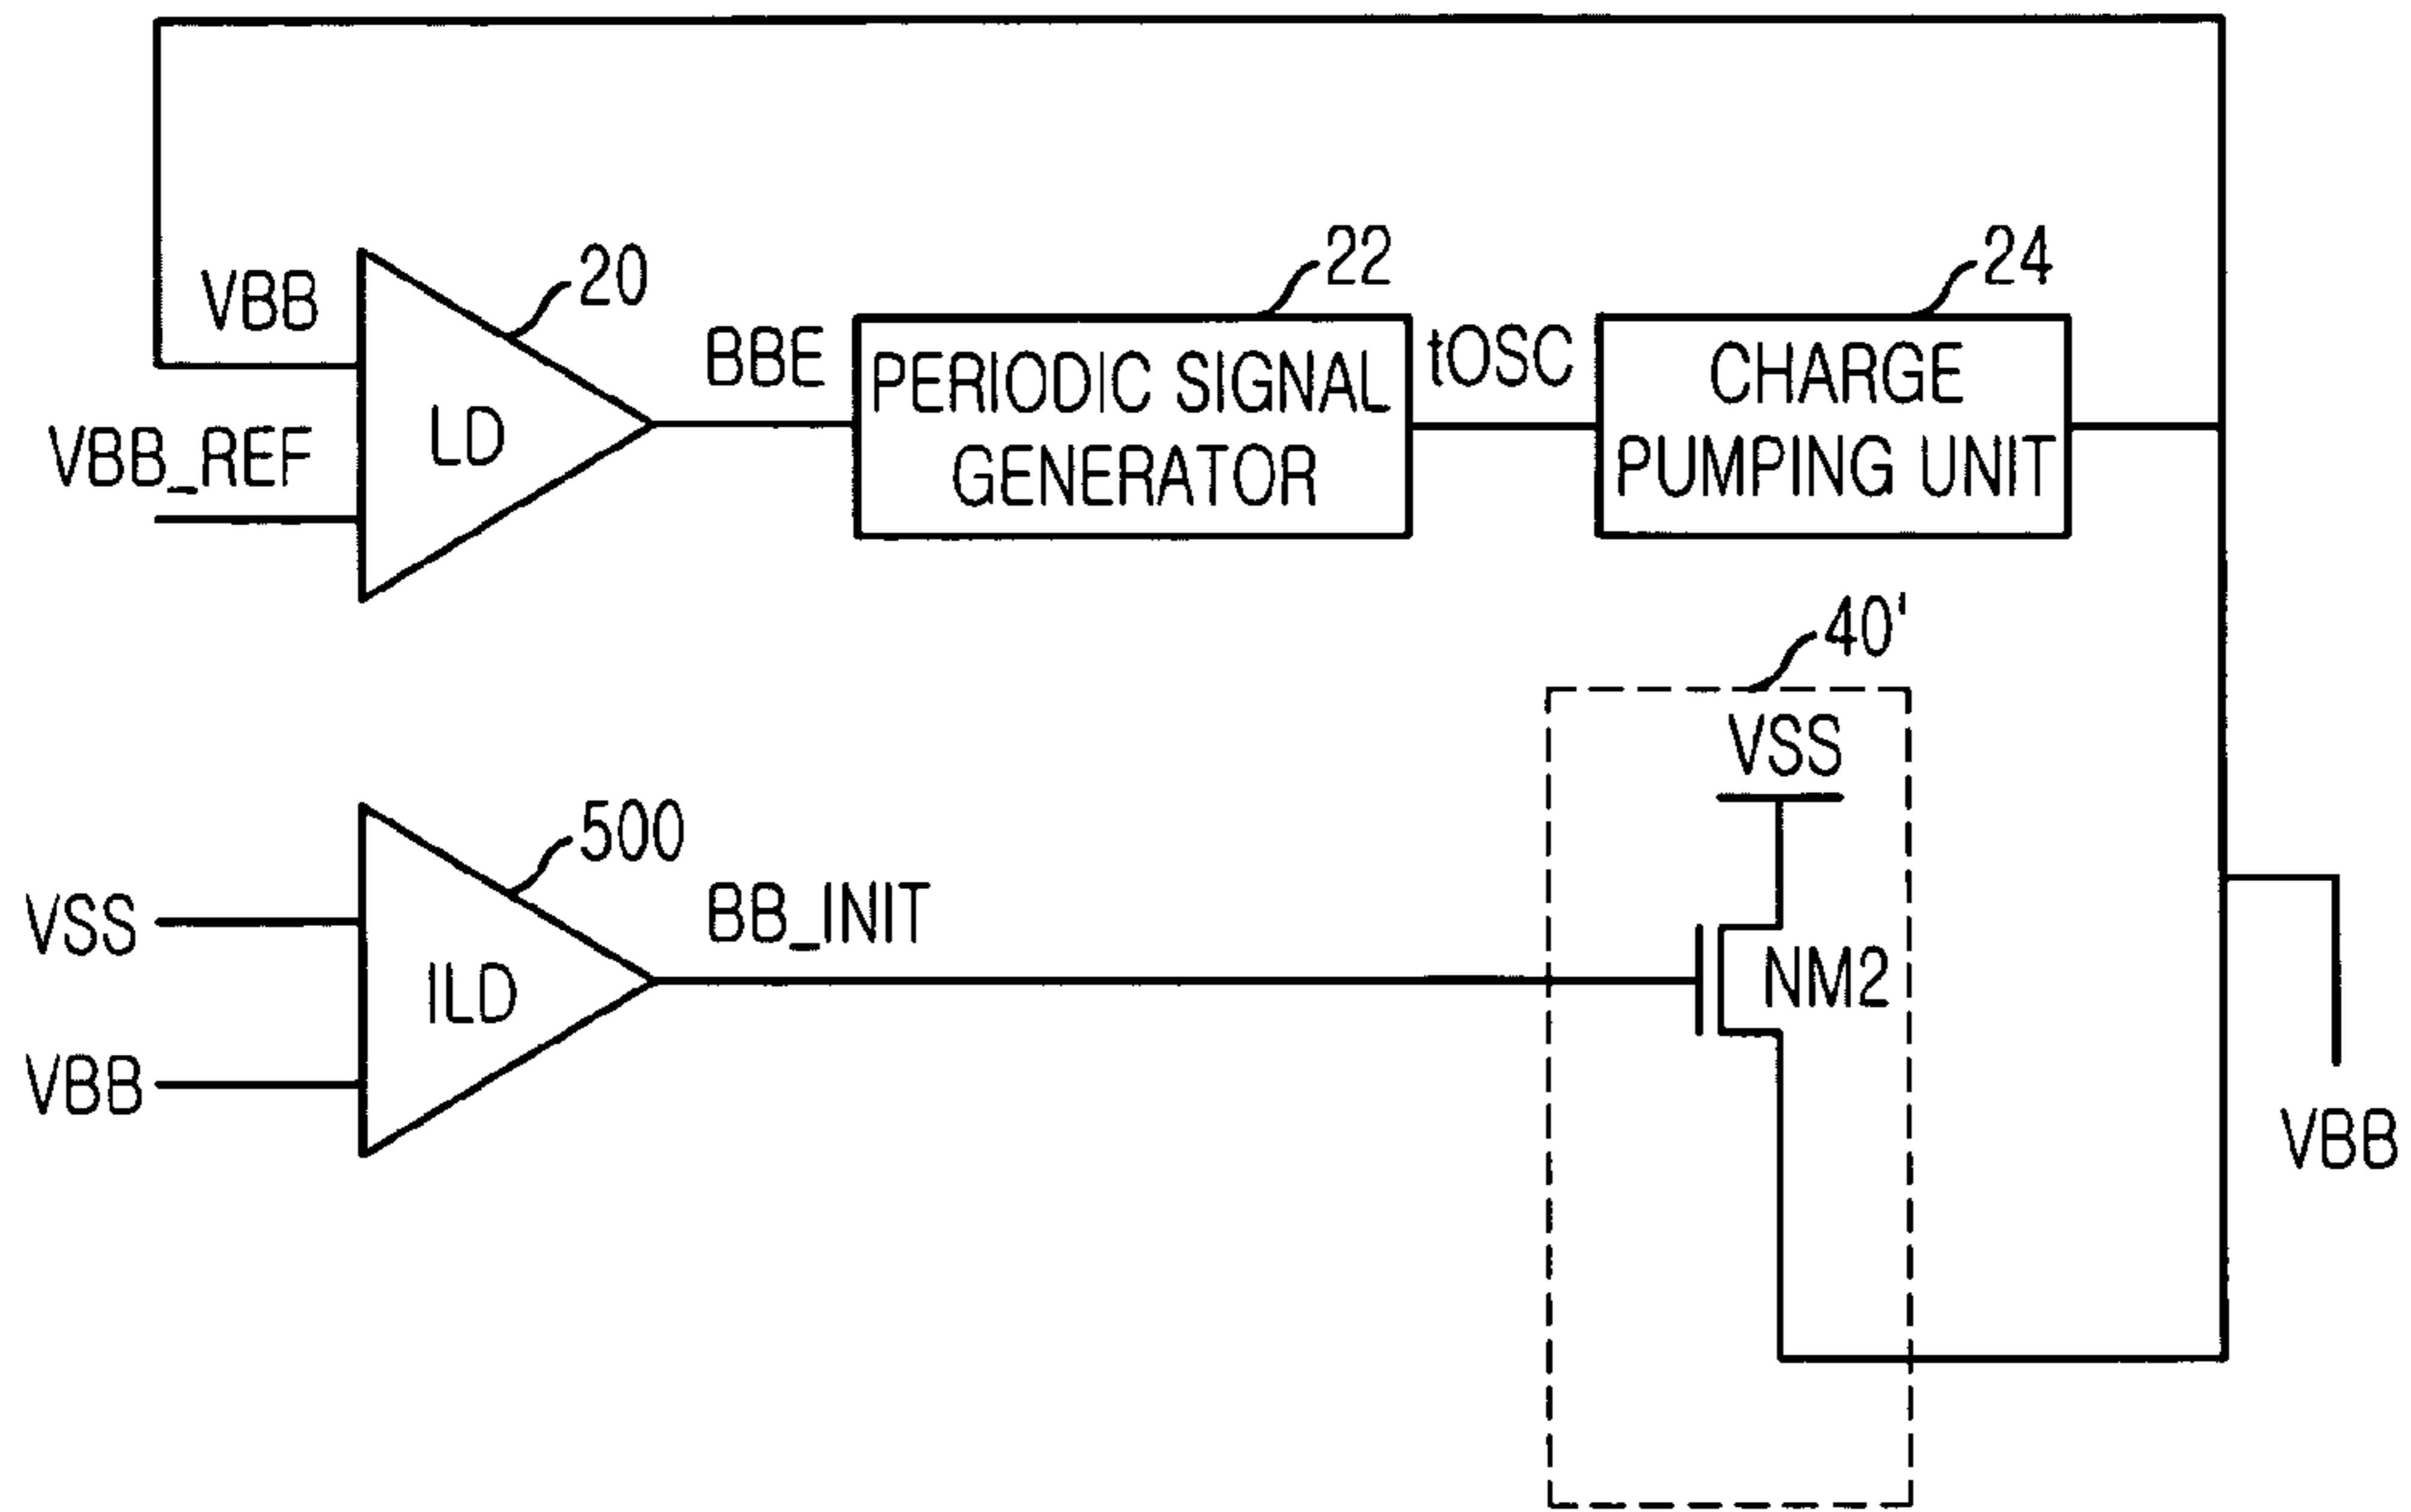 20
22
24
VBB
BBE
tOSC
PERIODIC SIGNAL
GENERATOR
CHARGE
PUMPING UNIT
VBB_REF
LD
40'
VSS
500
BB_INIT
VSS
ILD
NM2
VBB
VBB